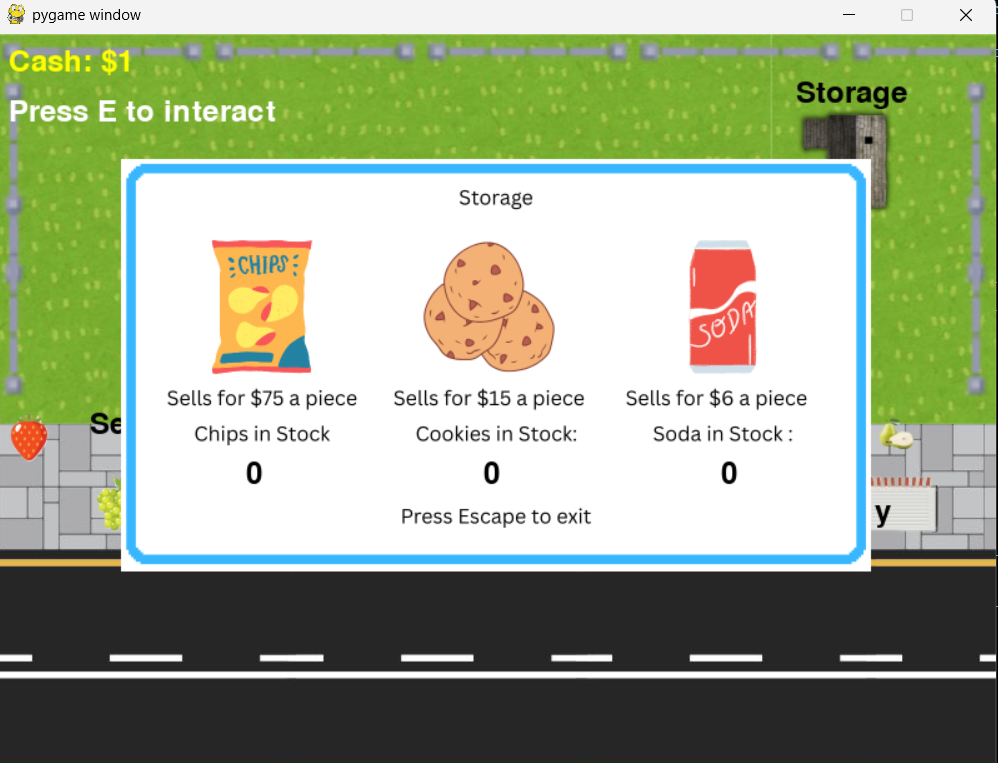 pygame window
Cash: $1
Press E to interact
Storage
Storage
CHIPS
SODA
Sells for $75 a piece
Sells for $15 a piece
Sells for $6 a piece
Se
Chips in Stock
Cookies in Stock:
Soda in Stock :
0
0
0
y
Press Escape to exit